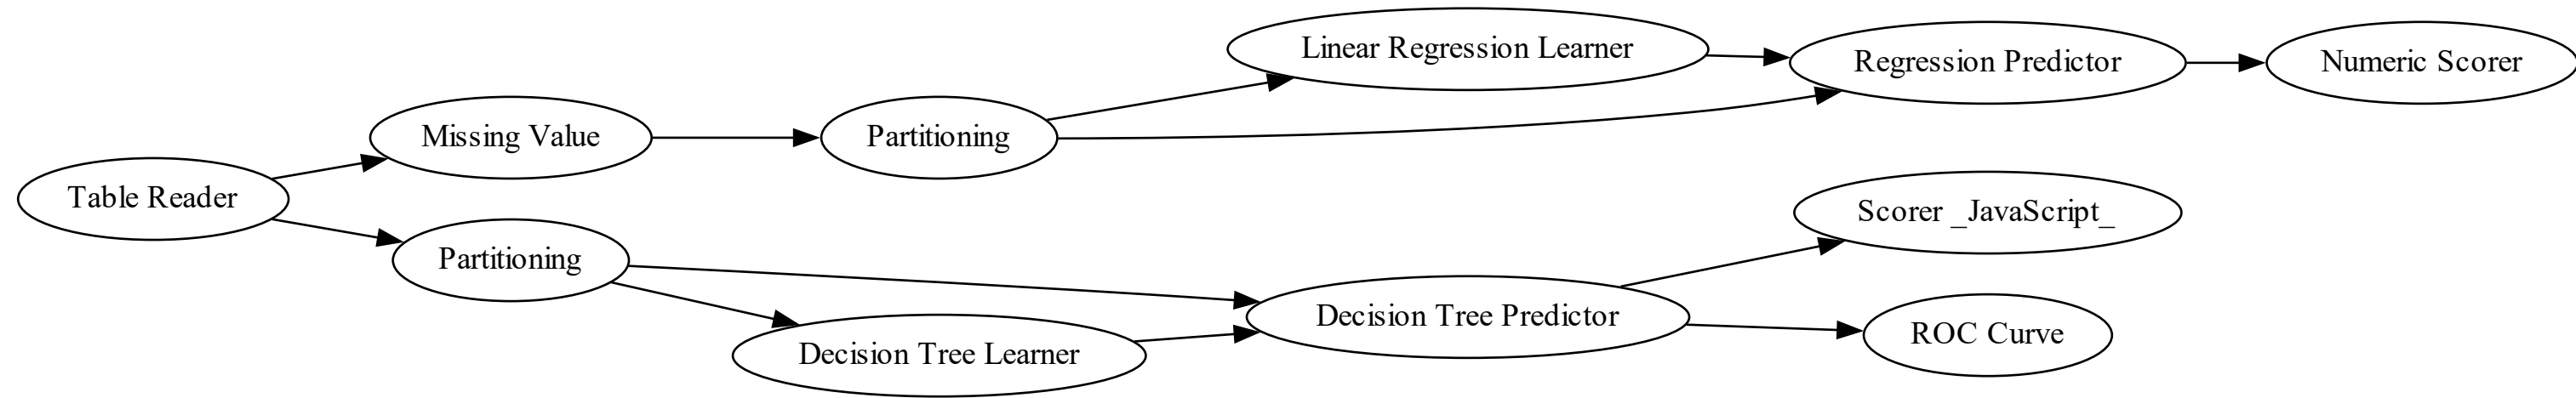 Linear Regression Learner
Regression Predictor
Numeric Scorer
Missing Value
Partitioning
Table Reader
Scorer _JavaScript_
Partitioning
Decision Tree Predictor
ROC Curve
Decision Tree Learner